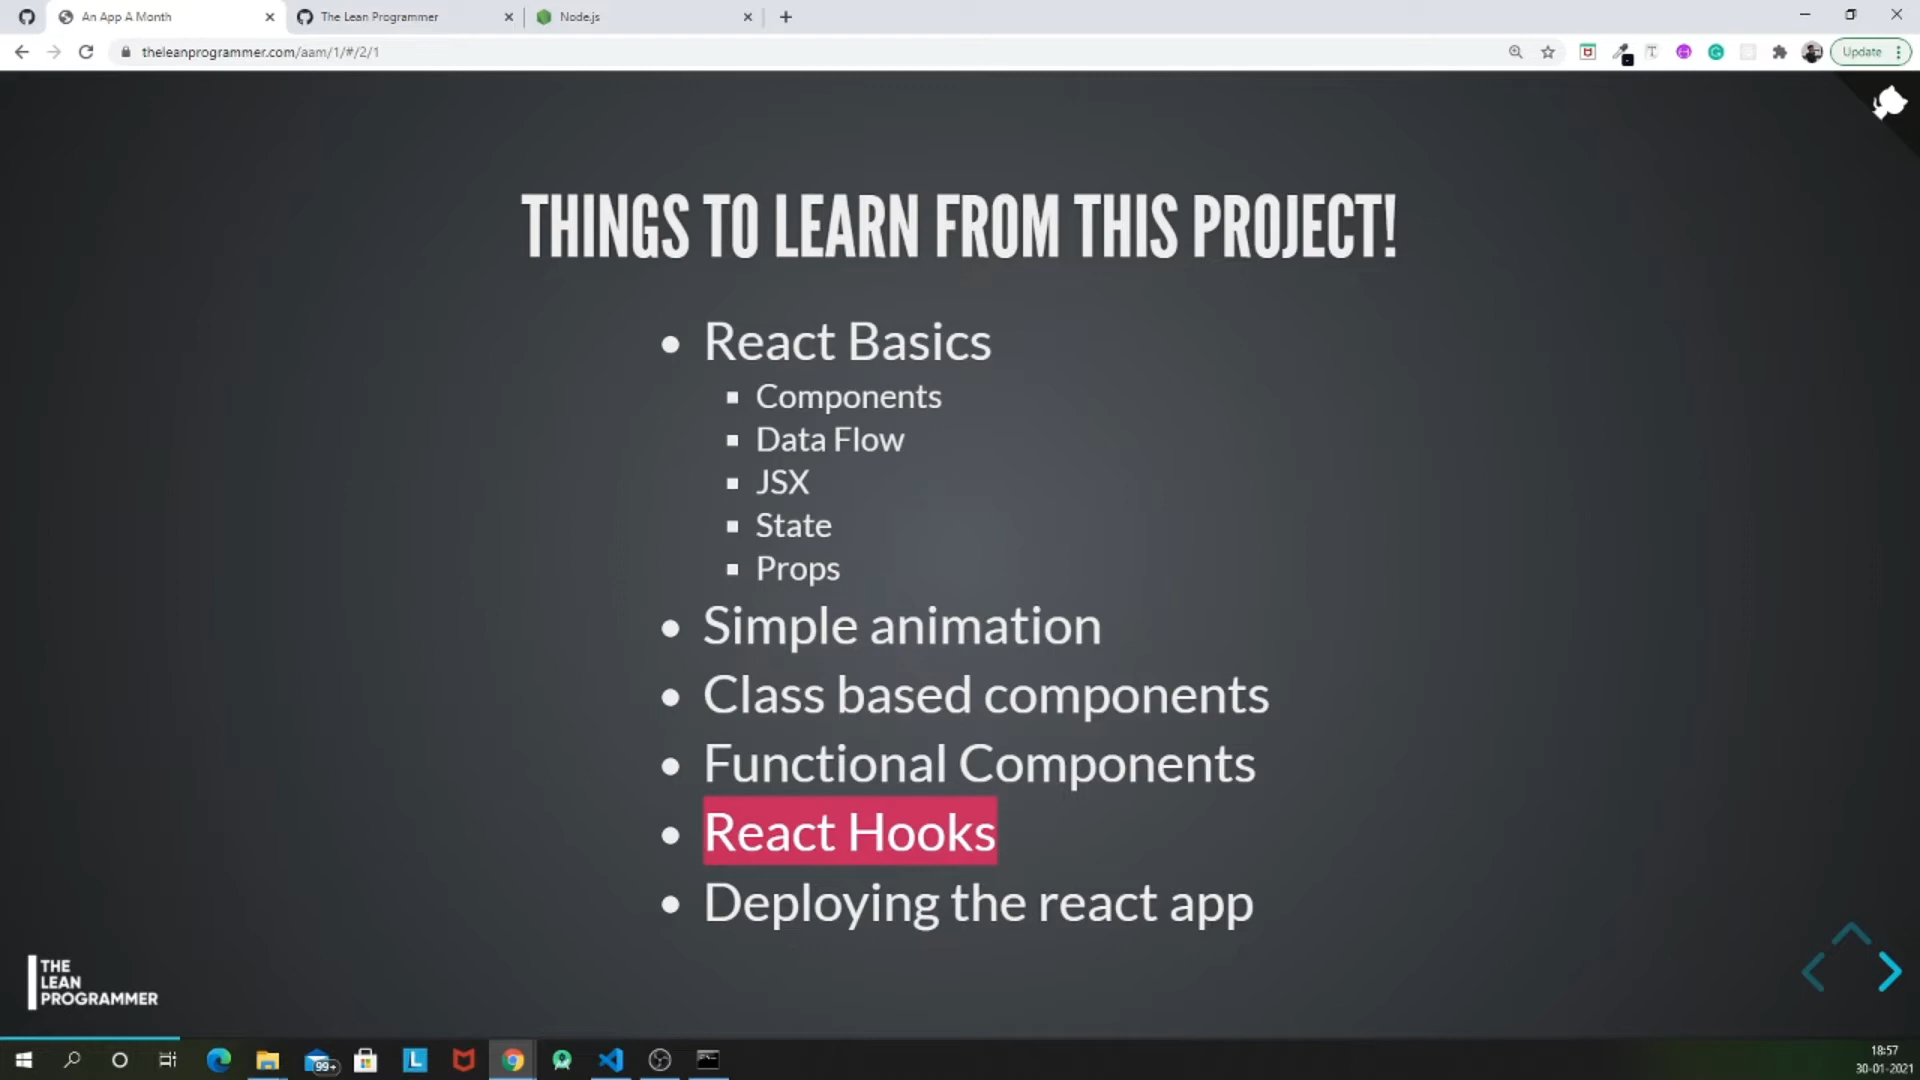 An App A Month
The Lean Programmer
Node.js
theleanprogrammer.com/aam/1/#/2/1
Update
THINGS TO LEARN FROM THIS PROJECT!
React Basics
Components
Data Flow
JSX
State
Props
Simple animation
Class based components
Functional Components
React Hooks
Deploying the react app
THE
LEAN
PROGRAMMER
99+
18:57
30-01-2021